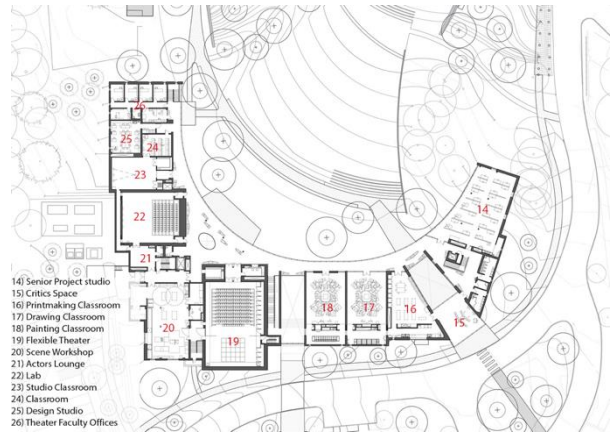 26
25
24
23
22
21
20
19
18
17
16
15
14
14) Senior Project studio
15) Critics Space
16) Printmaking Classroom
17) Drawing Classroom
18) Painting Classroom
19) Flexible Theater
20) Scene Workshop
21) Actors Lounge
22) Lab
23) Studio Classroom
24) Classroom
25) Design Studio
26) Theater Faculty Offices